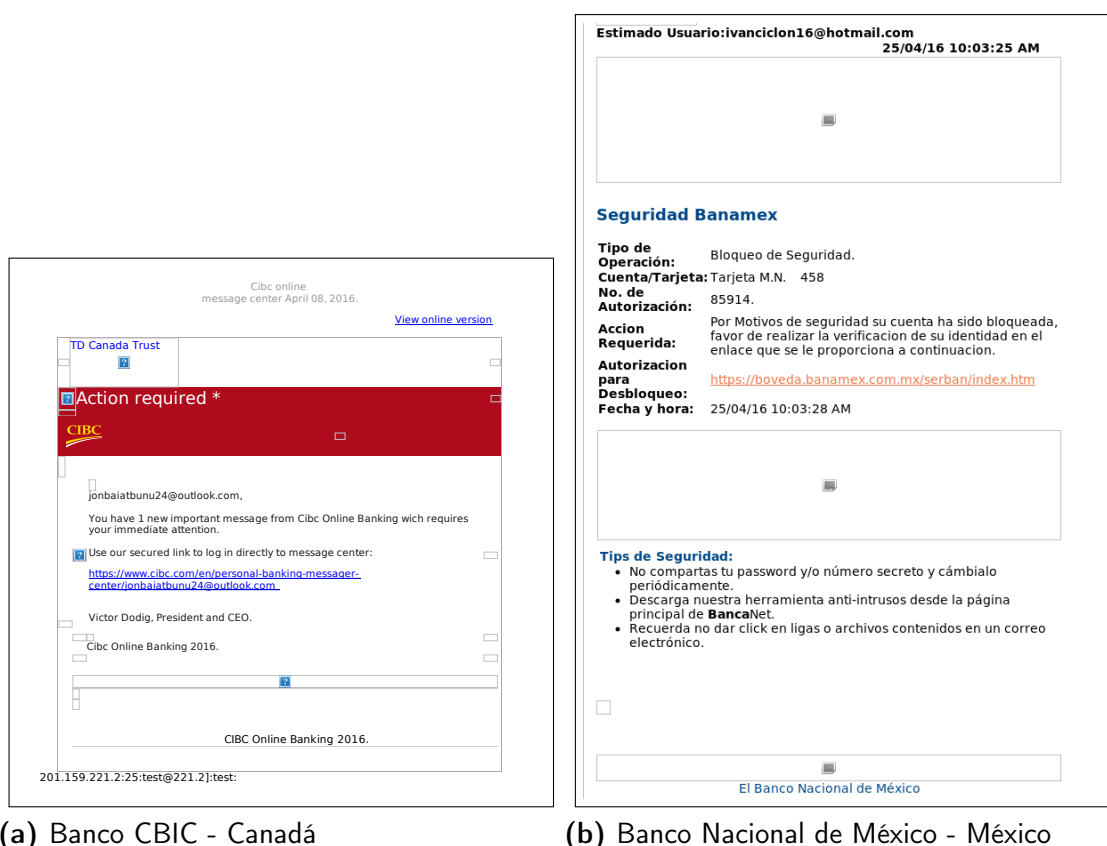 Cibc online
message center April 08, 2016.
View online version
TD Canada Trust
Action required *
CIBC
jonbaiatbunu24@outlook.com,
You have 1 new important message from Cibc Online Banking wich requires
your immediate attention.
Use our secured link to log in directly to message center:
https://www.cibc.com/en/personal-banking-messager-
center/jonbaiatbunu24@outlook.com
Victor Dodig, President and CEO.
Cibc Online Banking 2016.
CIBC Online Banking 2016.
201.159.221.2:25:test@221.2]:test:
(a) Banco CBIC - Canadá
Estimado Usuario:ivanciclon16@hotmail.com
25/04/16 10:03:25 AM
Seguridad Banamex
Tipo de
Operación: Bloqueo de Seguridad.
Cuenta/Tarjeta: Tarjeta M.N. 458
No. de
Autorización: 85914.
Accion
Requerida: Por Motivos de seguridad su cuenta ha sido bloqueada,
favor de realizar la verificacion de su identidad en el
enlace que se le proporciona a continuacion.
Autorizacion
para
Desbloqueo: https://boveda.banamex.com.mx/serban/index.htm
Fecha y hora: 25/04/16 10:03:28 AM
Tips de Seguridad:
• No compartas tu password y/o número secreto y cámbialo
periódicamente.
• Descarga nuestra herramienta anti-intrusos desde la página
principal de BancaNet.
• Recuerda no dar click en ligas o archivos contenidos en un correo
electrónico.
El Banco Nacional de México
(b) Banco Nacional de México - México